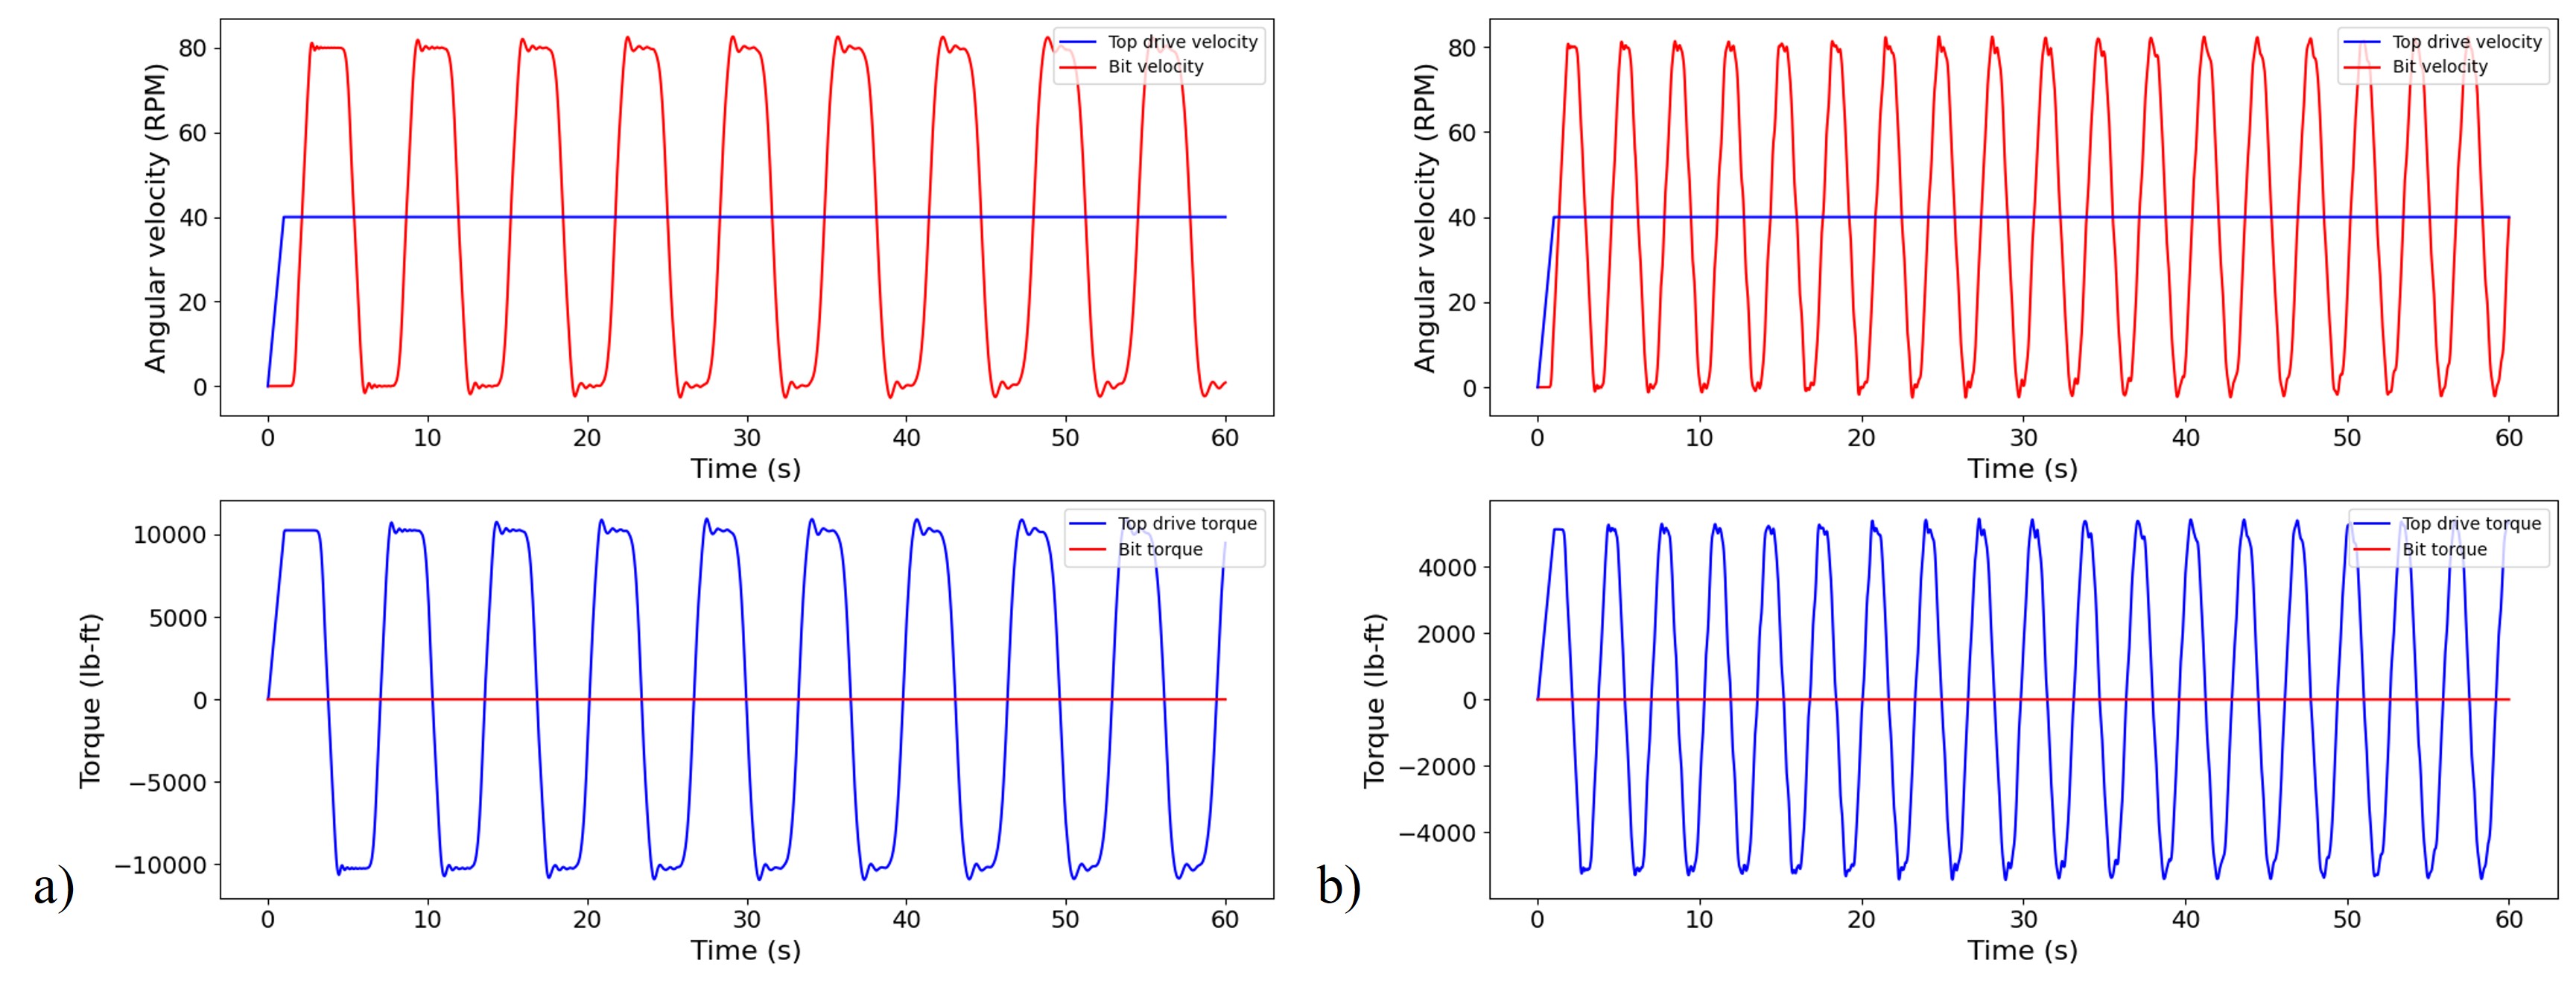 80
60
40
20
0
Angular velocity (RPM)
Top drive velocity
Bit velocity
0 10 20 30 40 50 60
Time (s)
80
60
40
20
0
Angular velocity (RPM)
Top drive velocity
Bit velocity
0 10 20 30 40 50 60
Time (s)
a)
10000
5000
0
−5000
−10000
Torque (lb-ft)
Top drive torque
Bit torque
0 10 20 30 40 50 60
Time (s)
b)
4000
2000
0
−2000
−4000
Torque (lb-ft)
Top drive torque
Bit torque
0 10 20 30 40 50 60
Time (s)